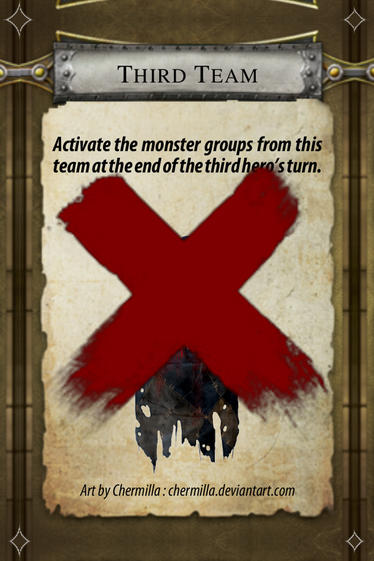 THIRD TEAM
Activate the monster groups from this
team at the end of the third hero's turn.
Art by Chermilla : chermilla.deviantart.com